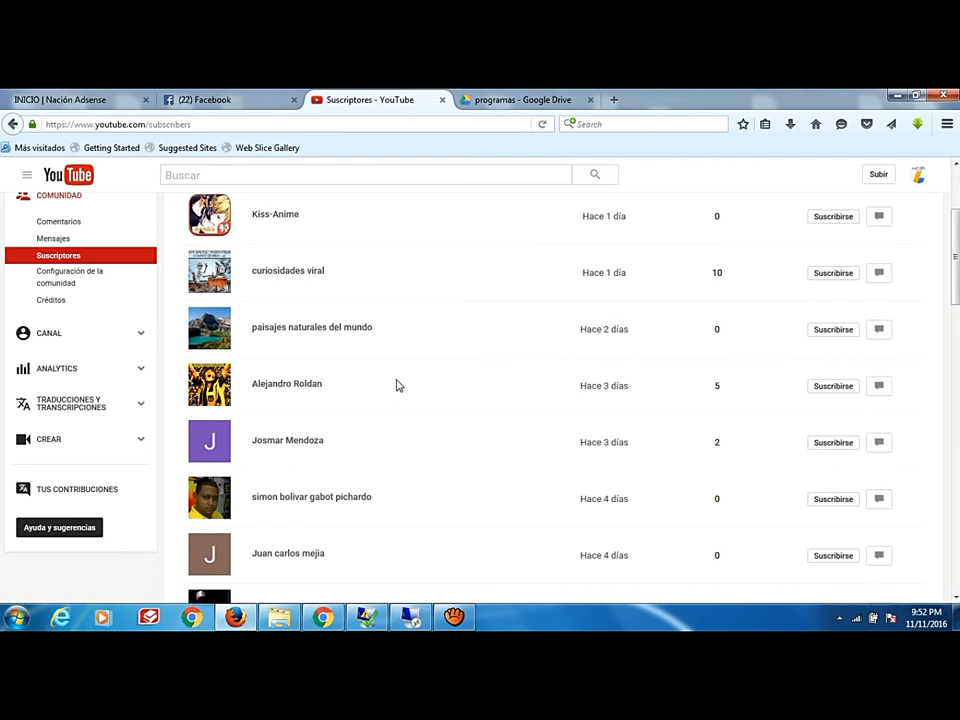 INICIO | Nación Adsense
(22) Facebook
Suscriptores - YouTube
programas - Google Drive
https://www.youtube.com/subscribers
Search
Más visitados
Getting Started
Suggested Sites
Web Slice Gallery
YouTube
Buscar
Subir
COMUNIDAD
Comentarios
Mensajes
Suscriptores
Configuración de la
comunidad
Créditos
CANAL
ANALYTICS
TRADUCCIONES Y
TRANSCRIPCIONES
CREAR
TUS CONTRIBUCIONES
Ayuda y sugerencias
Kiss-Anime Hace 1 día 0 Suscribirse
curiosidades viral Hace 1 día 10 Suscribirse
paisajes naturales del mundo Hace 2 días 0 Suscribirse
Alejandro Roldan Hace 3 días 5 Suscribirse
J Josmar Mendoza Hace 3 días 2 Suscribirse
simon bolivar gabot pichardo Hace 4 días 0 Suscribirse
J Juan carlos mejia Hace 4 días 0 Suscribirse
9:52 PM
11/11/2016